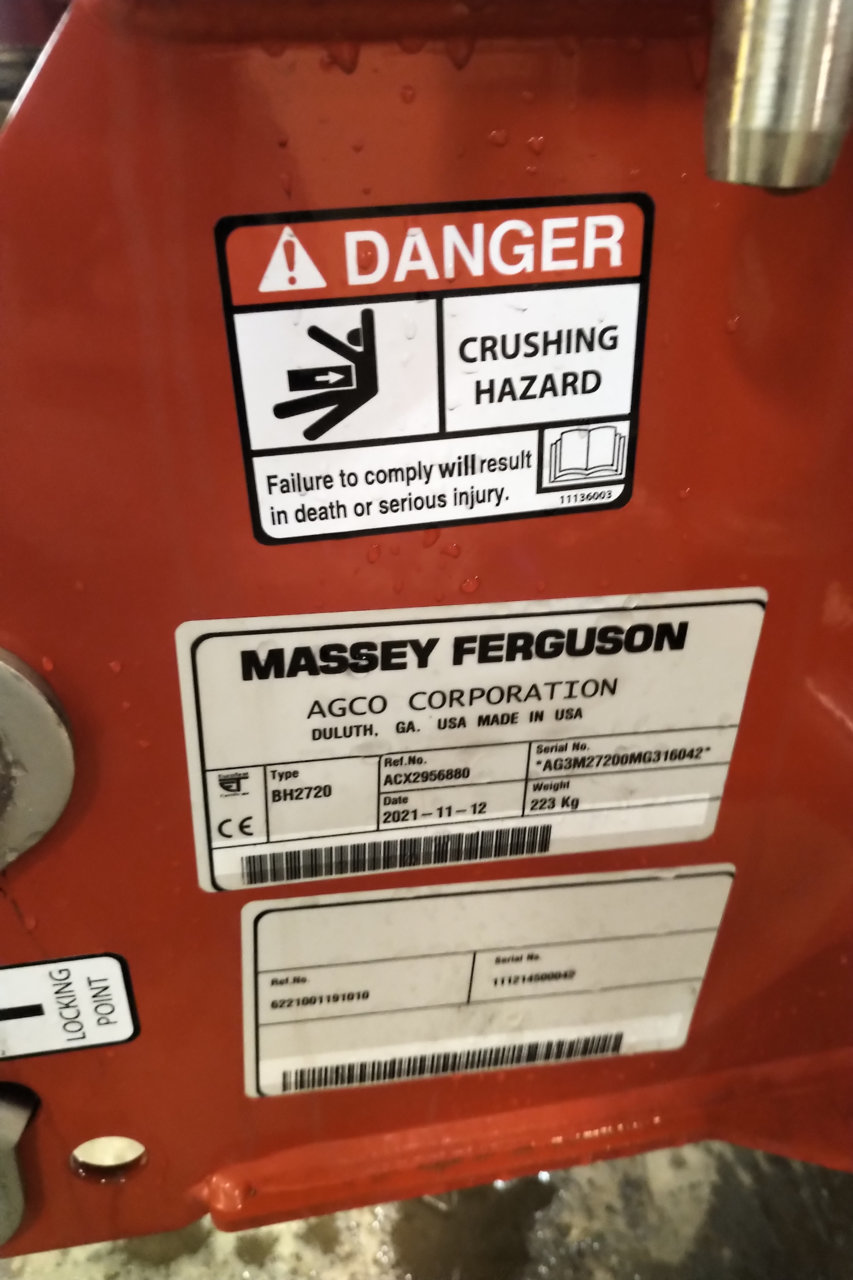 DANGER
CRUSHING
HAZARD
Failure to comply will result
in death or serious injury.
11136003
MASSEY FERGUSON
AGCO CORPORATION
DULUTH, GA. USA MADE IN USA
Type
BH2720
Ref.No.
ACX2956880
Date
2021-11-12
Serial No.
*AG3M27200MG316042*
Weight
223 Kg
CE
LOCKING
POINT
Ref.No.
6221001191010
Serial No.
111214500042